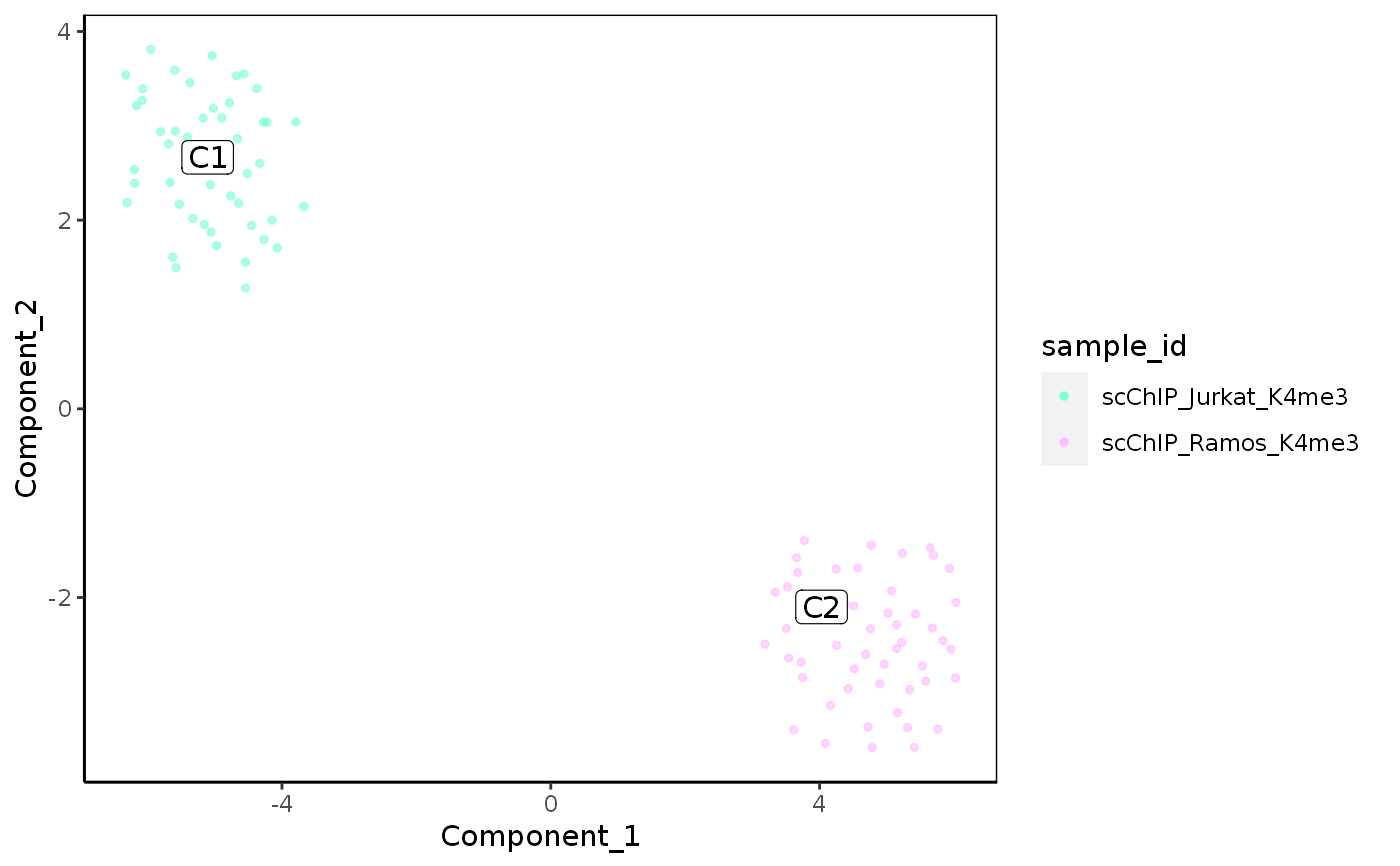 4
2
0
-2
Component_2
C1
C2
-4
0
4
Component_1
sample_id
scChIP_Jurkat_K4me3
scChIP_Ramos_K4me3